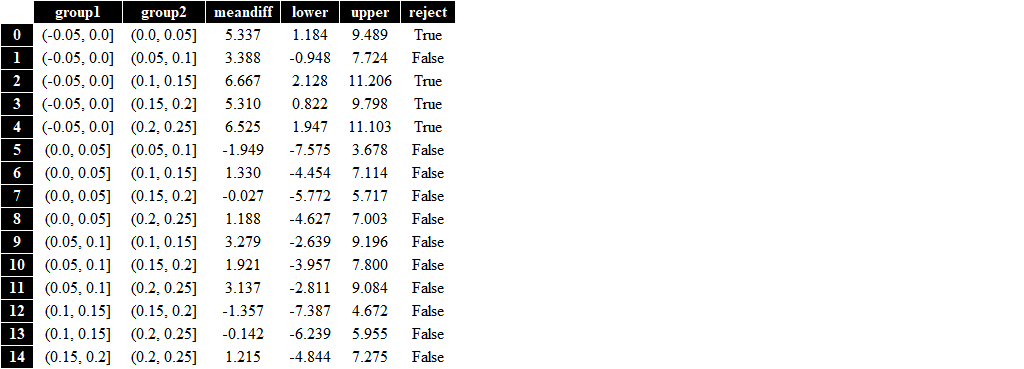 group1 group2 meandiff lower upper reject
0 (-0.05, 0.0] (0.0, 0.05] 5.337 1.184 9.489 True
1 (-0.05, 0.0] (0.05, 0.1] 3.388 -0.948 7.724 False
2 (-0.05, 0.0] (0.1, 0.15] 6.667 2.128 11.206 True
3 (-0.05, 0.0] (0.15, 0.2] 5.310 0.822 9.798 True
4 (-0.05, 0.0] (0.2, 0.25] 6.525 1.947 11.103 True
5 (0.0, 0.05] (0.05, 0.1] -1.949 -7.575 3.678 False
6 (0.0, 0.05] (0.1, 0.15] 1.330 -4.454 7.114 False
7 (0.0, 0.05] (0.15, 0.2] -0.027 -5.772 5.717 False
8 (0.0, 0.05] (0.2, 0.25] 1.188 -4.627 7.003 False
9 (0.05, 0.1] (0.1, 0.15] 3.279 -2.639 9.196 False
10 (0.05, 0.1] (0.15, 0.2] 1.921 -3.957 7.800 False
11 (0.05, 0.1] (0.2, 0.25] 3.137 -2.811 9.084 False
12 (0.1, 0.15] (0.15, 0.2] -1.357 -7.387 4.672 False
13 (0.1, 0.15] (0.2, 0.25] -0.142 -6.239 5.955 False
14 (0.15, 0.2] (0.2, 0.25] 1.215 -4.844 7.275 False